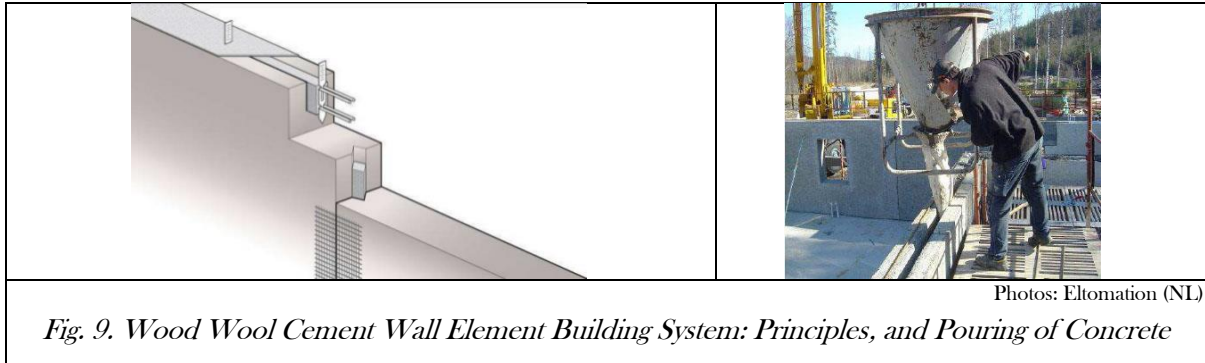 Photos: Eltomation (NL)
Fig. 9. Wood Wool Cement Wall Element Building System: Principles, and Pouring of Concrete